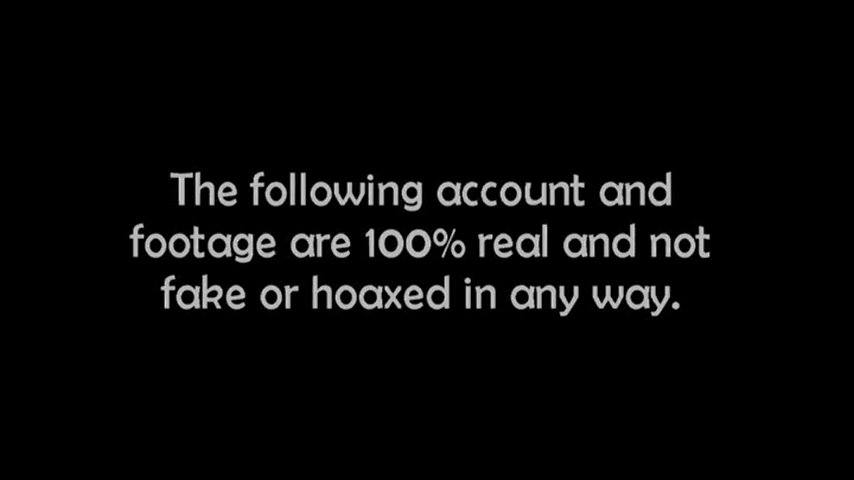 The following account and
footage are 100% real and not
fake or hoaxed in any way.